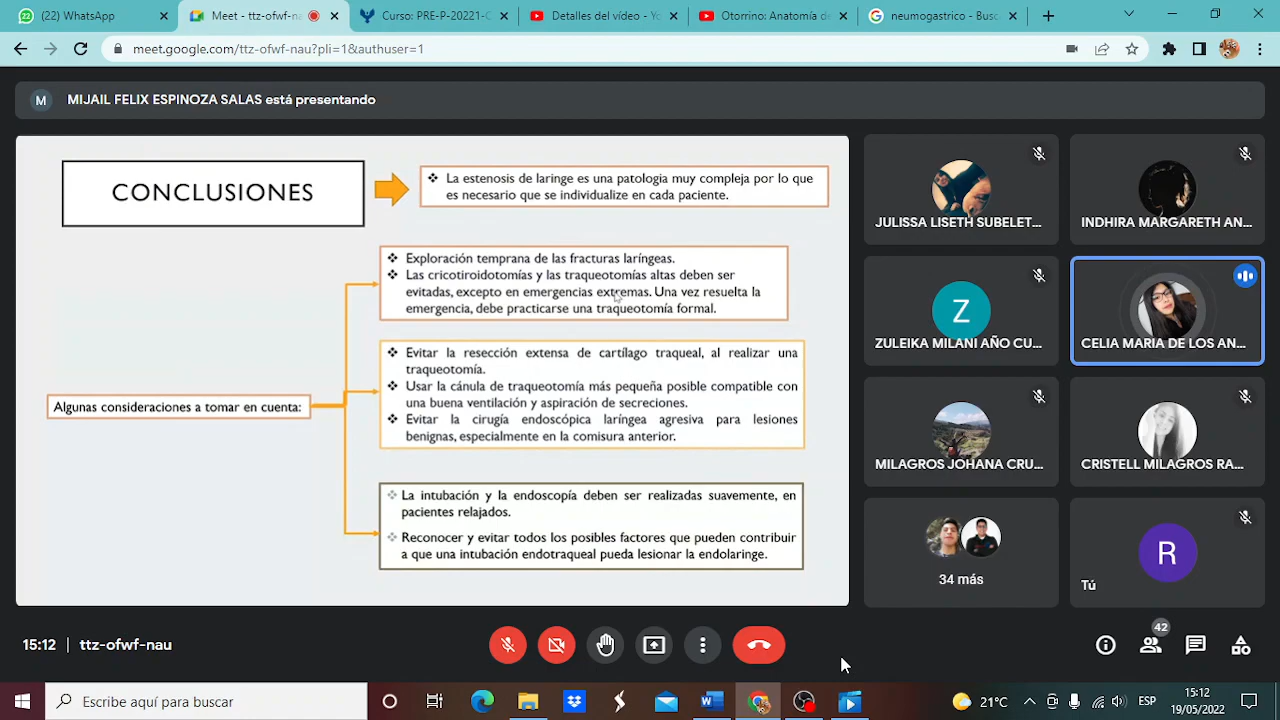 (22) WhatsApp
Meet - ttz-ofwf-nau
Curso: PRE-P-20221-C
Detalles del vídeo - Yo
Otorrino: Anatomía de
neumogastrico - Busc
meet.google.com/ttz-ofwf-nau?pli=1&authuser=1
M
MIJAIL FELIX ESPINOZA SALAS está presentando
CONCLUSIONES
La estenosis de laringe es una patologia muy compleja por lo que
es necesario que se individualize en cada paciente.
Exploración temprana de las fracturas laríngeas.
Las cricotiroidotomías y las traqueotomías altas deben ser
evitadas, excepto en emergencias extremas. Una vez resuelta la
emergencia, debe practicarse una traqueotomía formal.
Algunas consideraciones a tomar en cuenta:
Evitar la resección extensa de cartílago traqueal, al realizar una
traqueotomía.
Usar la cánula de traqueotomía más pequeña posible compatible con
una buena ventilación y aspiración de secreciones.
Evitar la cirugía endoscópica laríngea agresiva para lesiones
benignas, especialmente en la comisura anterior.
La intubación y la endoscopía deben ser realizadas suavemente, en
pacientes relajados.
Reconocer y evitar todos los posibles factores que pueden contribuir
a que una intubación endotraqueal pueda lesionar la endolaringe.
JULISSA LISETH SUBELET...
INDHIRA MARGARETH AN...
Z
ZULEIKA MILANI AÑO CU...
CELIA MARIA DE LOS AN...
MILAGROS JOHANA CRU...
CRISTELL MILAGROS RA...
34 más
R
Tú
15:12 | ttz-ofwf-nau
42
Escribe aquí para buscar
21°C
ESP
15:12
19/05/2022